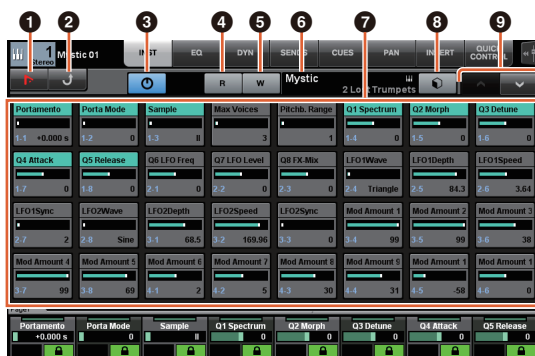 1 2 3 4 5 6 7 8 9
1 Stereo Mystic 01 INST EQ DYN SENDS CUES PAN INSERT QUICK CONTROL
R W Mystic
2 Lost Trumpets
Portamento Porta Mode Sample Max Voices Pitchb. Range Q1 Spectrum Q2 Morph Q3 Detune
1-1 +0.000 s 1-2 0 1-3 II 3 1 1-4 0 1-5 0 1-6 0
Q4 Attack Q5 Release Q6 LFO Freq Q7 LFO Level Q8 FX-Mix LFO1Wave LFO1Depth LFO1Speed
1-7 0 1-8 0 2-1 0 2-2 0 2-3 0 2-4 Triangle 2-5 84.3 2-6 3.64
LFO1Sync LFO2Wave LFO2Depth LFO2Speed LFO2Sync Mod Amount 1 Mod Amount 2 Mod Amount 3
2-7 2 2-8 Sine 3-1 68.5 3-2 169.96 3-3 0 3-4 99 3-5 99 3-6 38
Mod Amount 4 Mod Amount 5 Mod Amount 6 Mod Amount 7 Mod Amount 8 Mod Amount 9 Mod Amount 1 Mod Amount 1
3-7 99 3-8 69 4-1 2 4-2 5 4-3 30 4-4 31 4-5 -58 4-6 0
Page1
Portamento Porta Mode Sample Q1 Spectrum Q2 Morph Q3 Detune Q4 Attack Q5 Release
+0.000 s 0 II 0 0 0 0 0